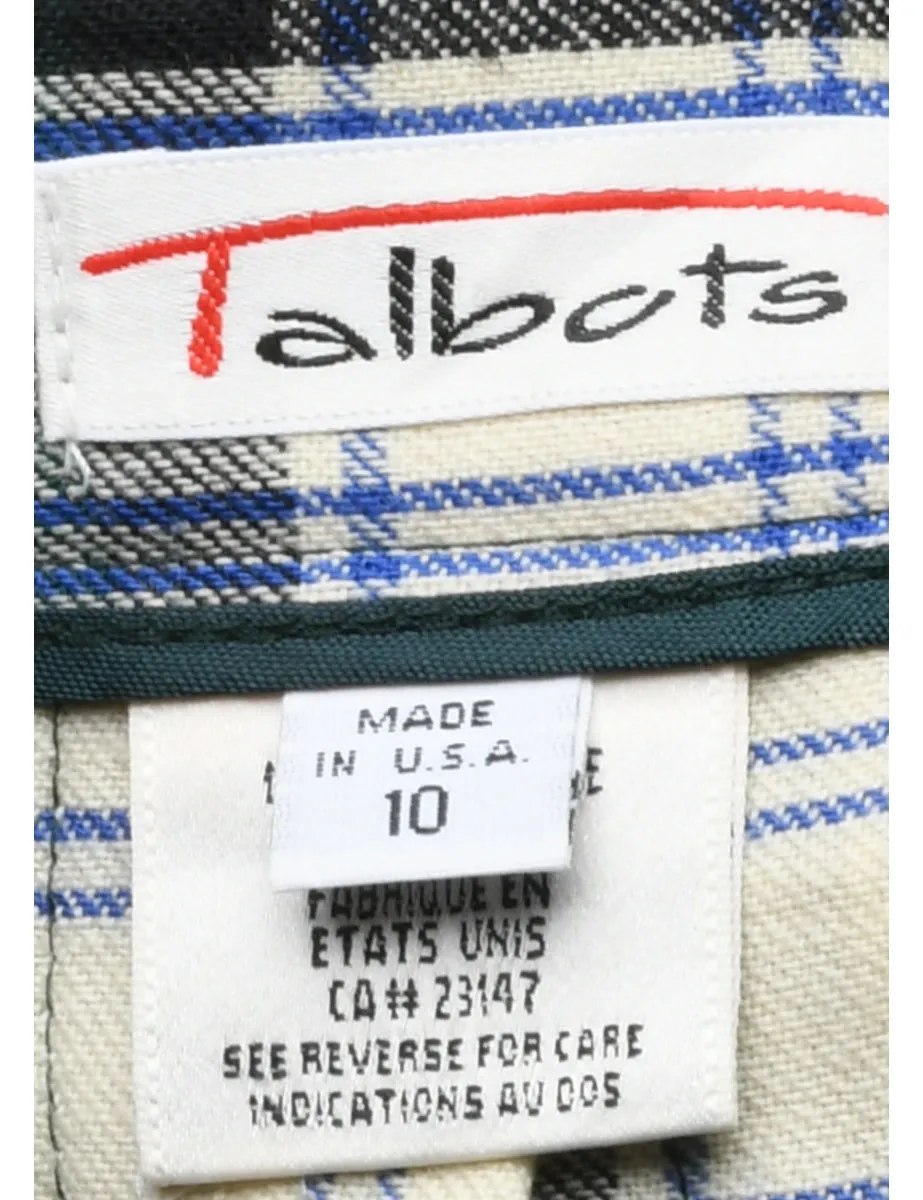 Talbots
MADE
IN U.S.A.
10
FABRIQUE EN
ETATS UNIS
CA# 23147
SEE REVERSE FOR CARE
INDICATIONS AU DOS